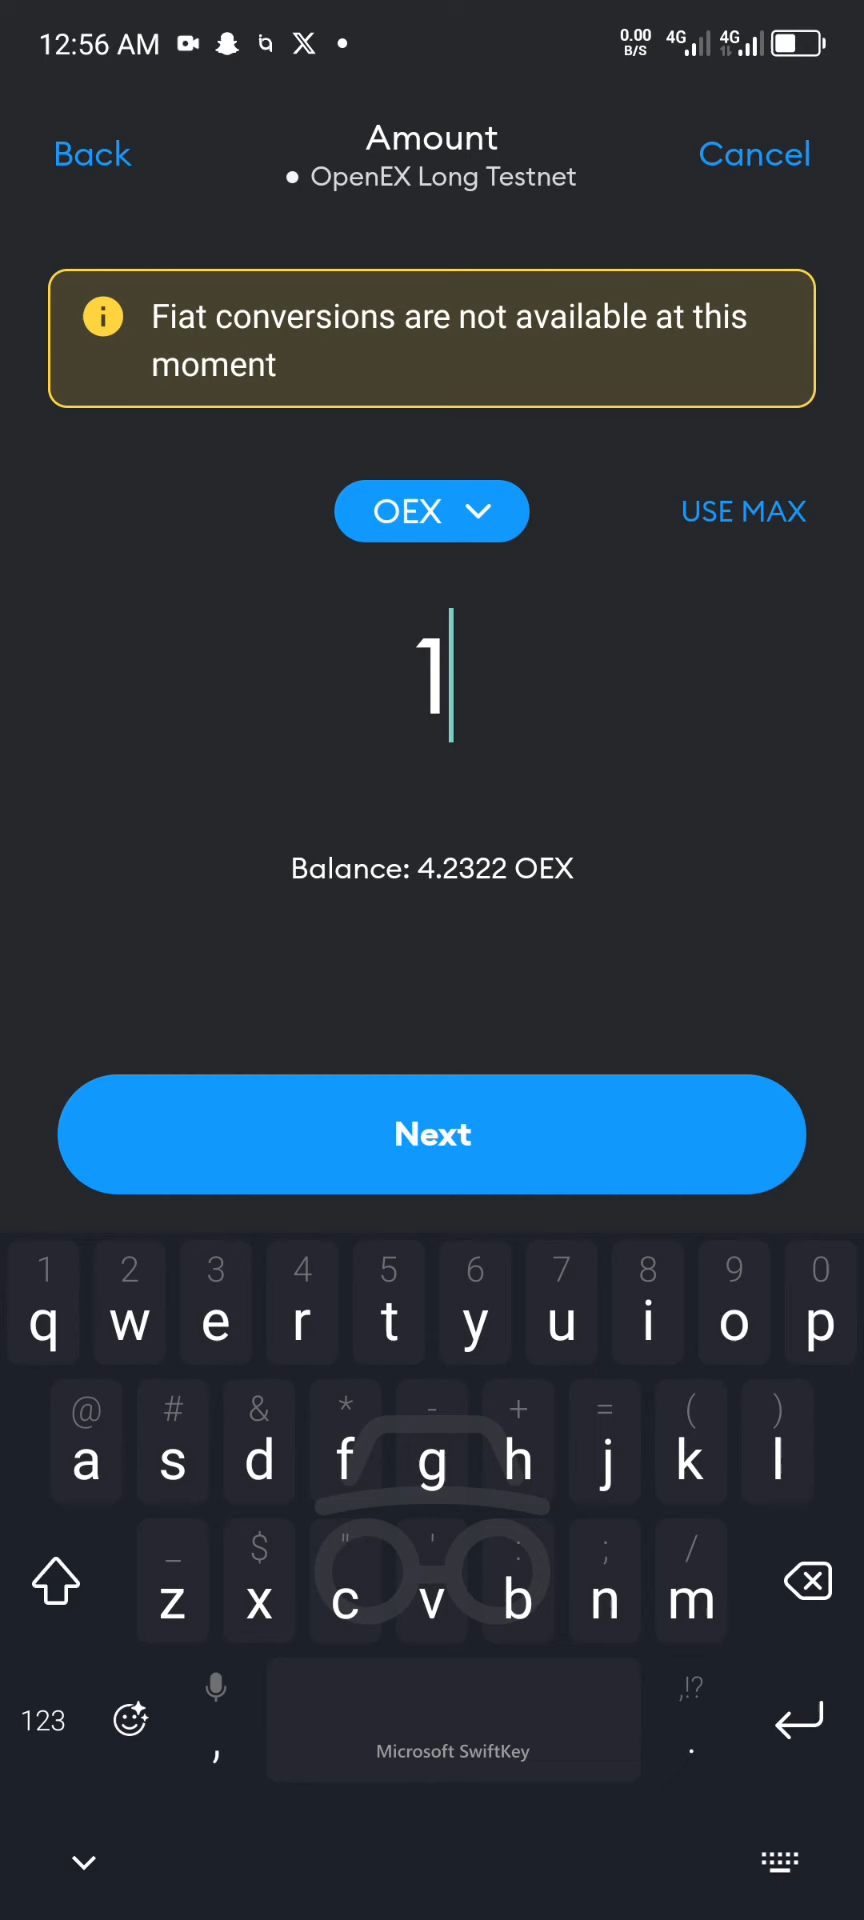 12:56 AM
0.00 B/S 4G 4G
Back
Amount
Cancel
OpenEX Long Testnet
Fiat conversions are not available at this
moment
OEX
USE MAX
1
Balance: 4.2322 OEX
Next
1 2 3 4 5 6 7 8 9 0
q w e r t y u i o p
@ # & * - + = ( )
a s d f g h j k l
_ $ " ' : ; /
z x c v b n m
123 , Microsoft SwiftKey ,!? .